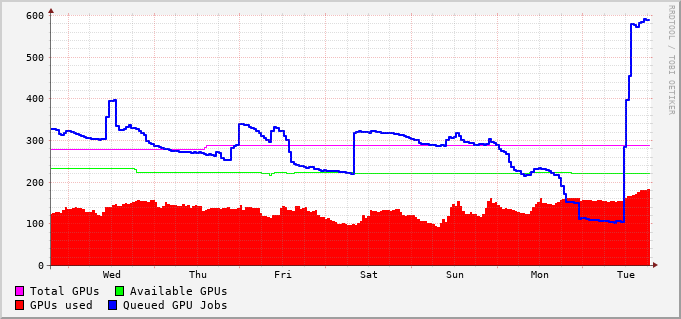 600
500
400
300
200
100
0
Wed Thu Fri Sat Sun Mon Tue
Total GPUs Available GPUs
GPUs used Queued GPU Jobs
RRDTOOL / TOBI OETIKER